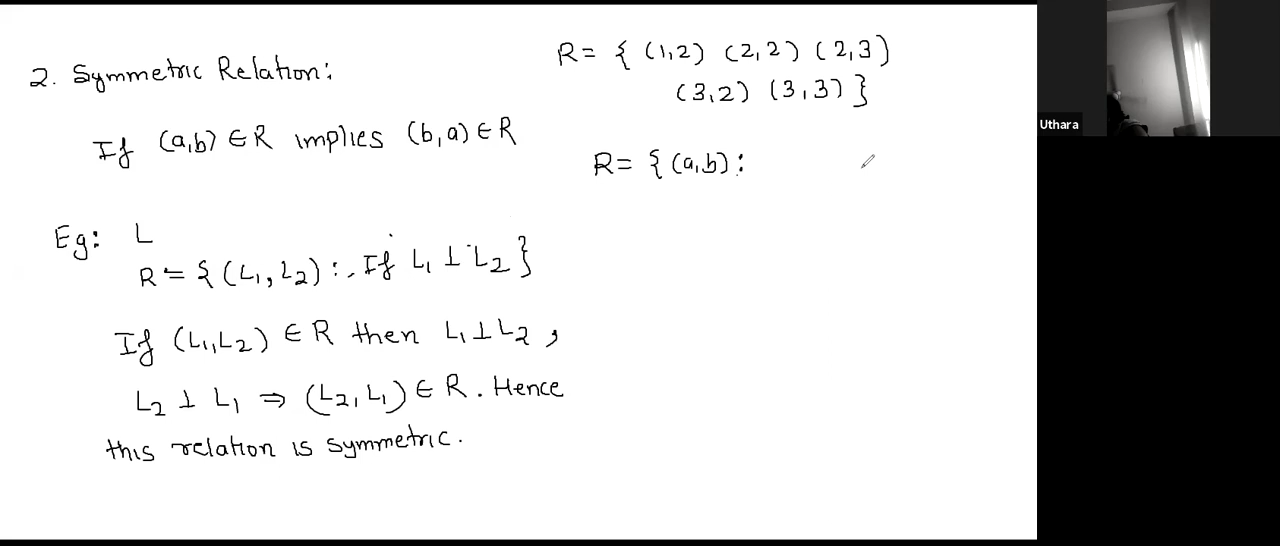 2. Symmetric Relation:
If (a,b) ∈ R implies (b,a) ∈ R
Eg: L
R = { (L₁, L₂) : , If L₁ ⊥ L₂ }
If (L₁, L₂) ∈ R then L₁ ⊥ L₂ ,
L₂ ⊥ L₁ ⇒ (L₂, L₁) ∈ R . Hence
this relation is symmetric.
R = { (1,2) (2,2) (2,3)
(3,2) (3,3) }
R = { (a,b) :
Uthara